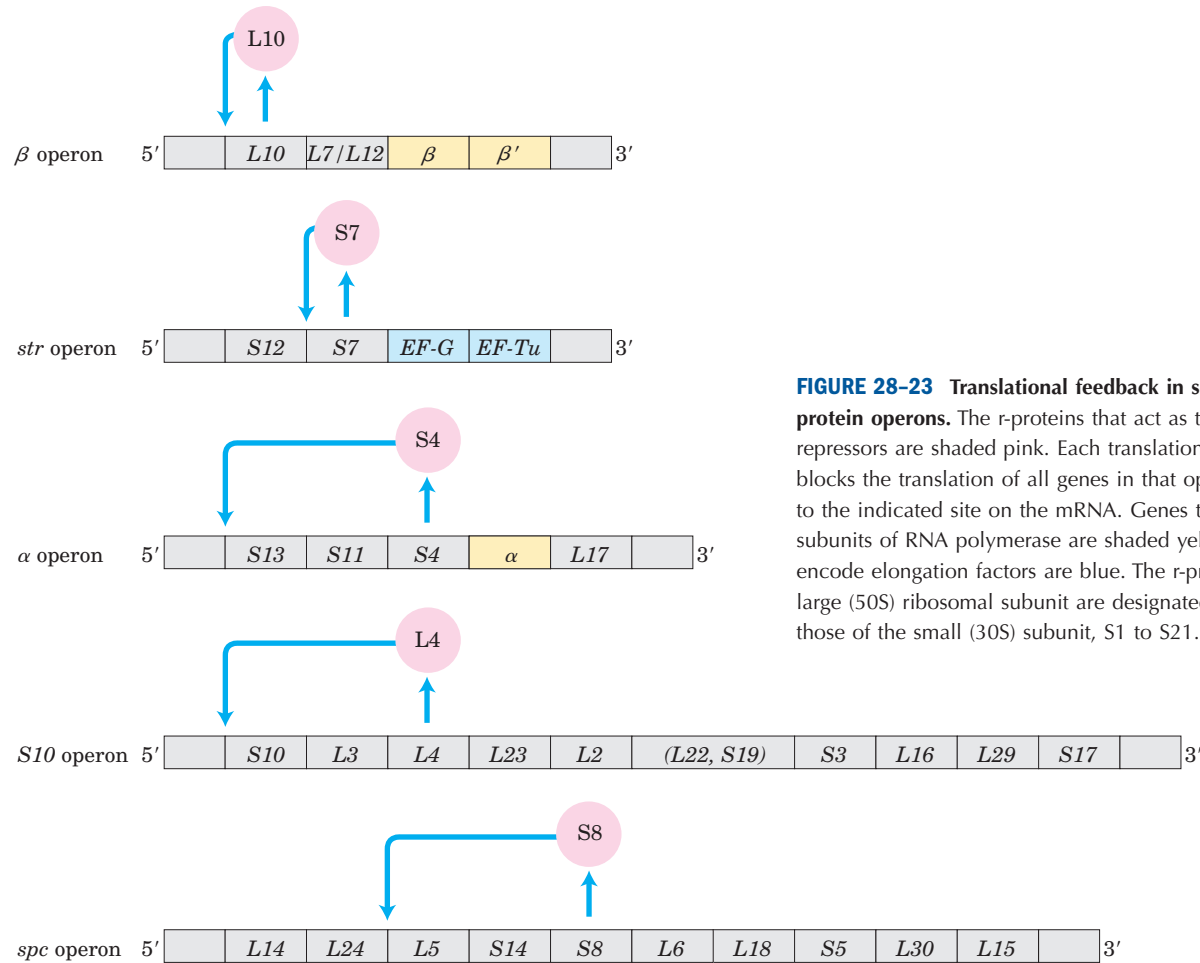 L10
β operon 5′ L10 L7/L12 β β′ 3′
S7
str operon 5′ S12 S7 EF-G EF-Tu 3′
S4
α operon 5′ S13 S11 S4 α L17 3′
L4
S10 operon 5′ S10 L3 L4 L23 L2 (L22, S19) S3 L16 L29 S17 3′
S8
spc operon 5′ L14 L24 L5 S14 S8 L6 L18 S5 L30 L15 3′
FIGURE 28–23 Translational feedback in s
protein operons. The r-proteins that act as t
repressors are shaded pink. Each translation
blocks the translation of all genes in that op
to the indicated site on the mRNA. Genes t
subunits of RNA polymerase are shaded yel
encode elongation factors are blue. The r-pr
large (50S) ribosomal subunit are designated
those of the small (30S) subunit, S1 to S21.